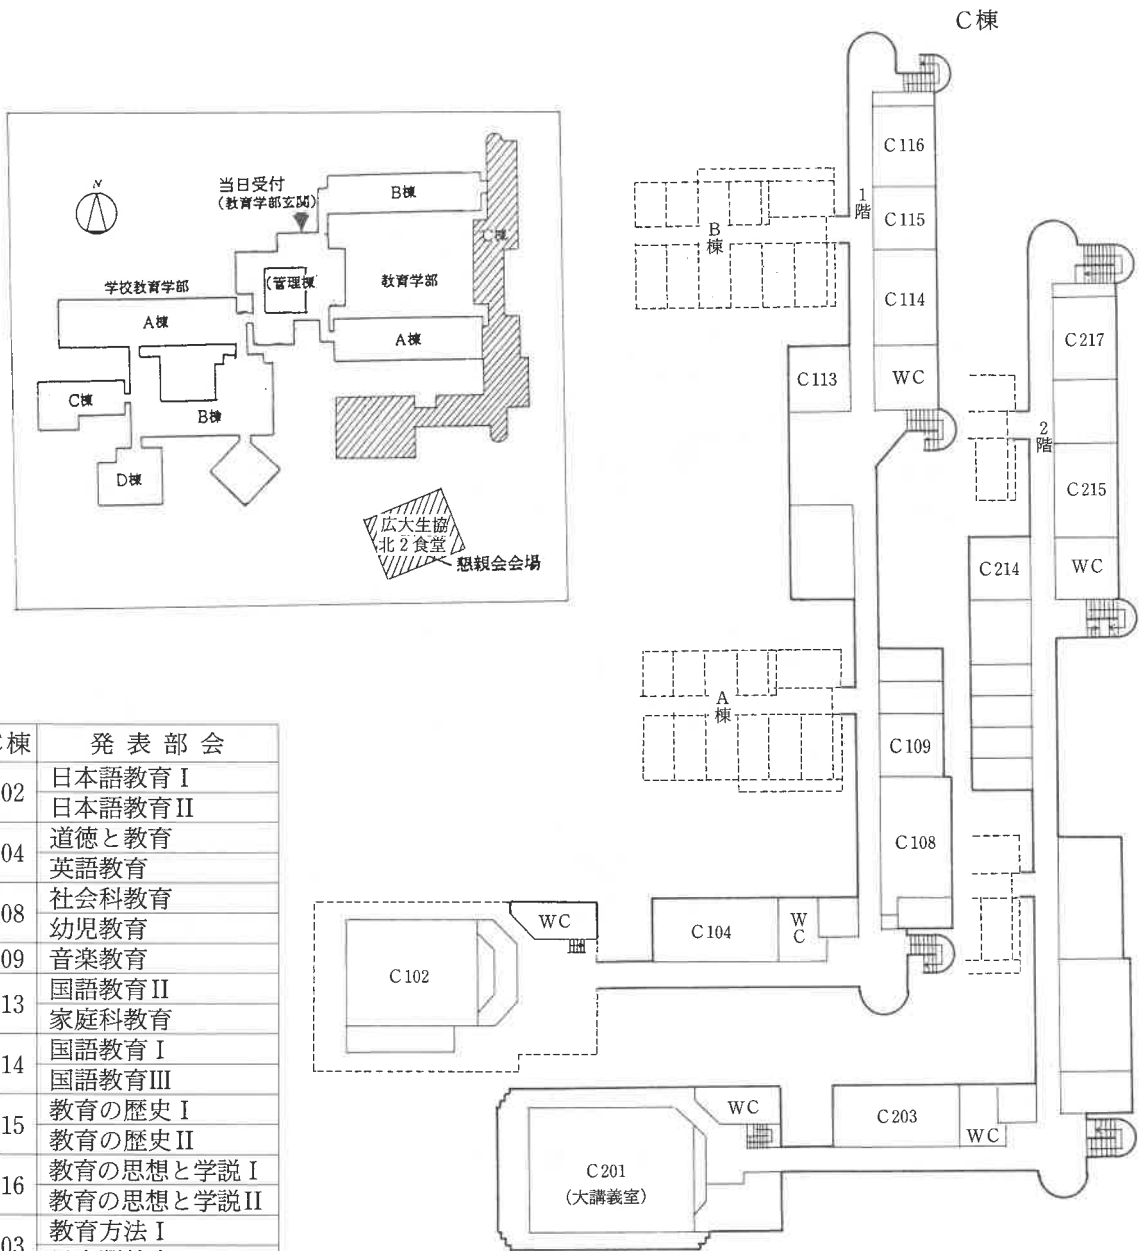 C棟
N
当日受付
(教育学部玄関)
B棟
C棟
(管理棟)
教育学部
学校教育学部
A棟
A棟
C棟
B棟
D棟
広大生協
北2食堂
懇親会会場
1階
C116
C115
C114
WC
C113
B棟
A棟
C109
C108
C104
WC
WC
C102
2階
C217
C215
WC
C214
C203
WC
WC
C201
(大講義室)
C棟 発表部会
02 日本語教育Ⅰ
日本語教育Ⅱ
04 道徳と教育
英語教育
08 社会科教育
幼児教育
09 音楽教育
13 国語教育Ⅱ
家庭科教育
14 国語教育Ⅰ
国語教育Ⅲ
15 教育の歴史Ⅰ
教育の歴史Ⅱ
16 教育の思想と学説Ⅰ
教育の思想と学説Ⅱ
03 教育方法Ⅰ